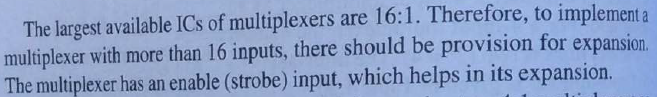 The largest available ICs of multiplexers are 16:1. Therefore, to implement a
multiplexer with more than 16 inputs, there should be provision for expansion.
The multiplexer has an enable (strobe) input, which helps in its expansion.